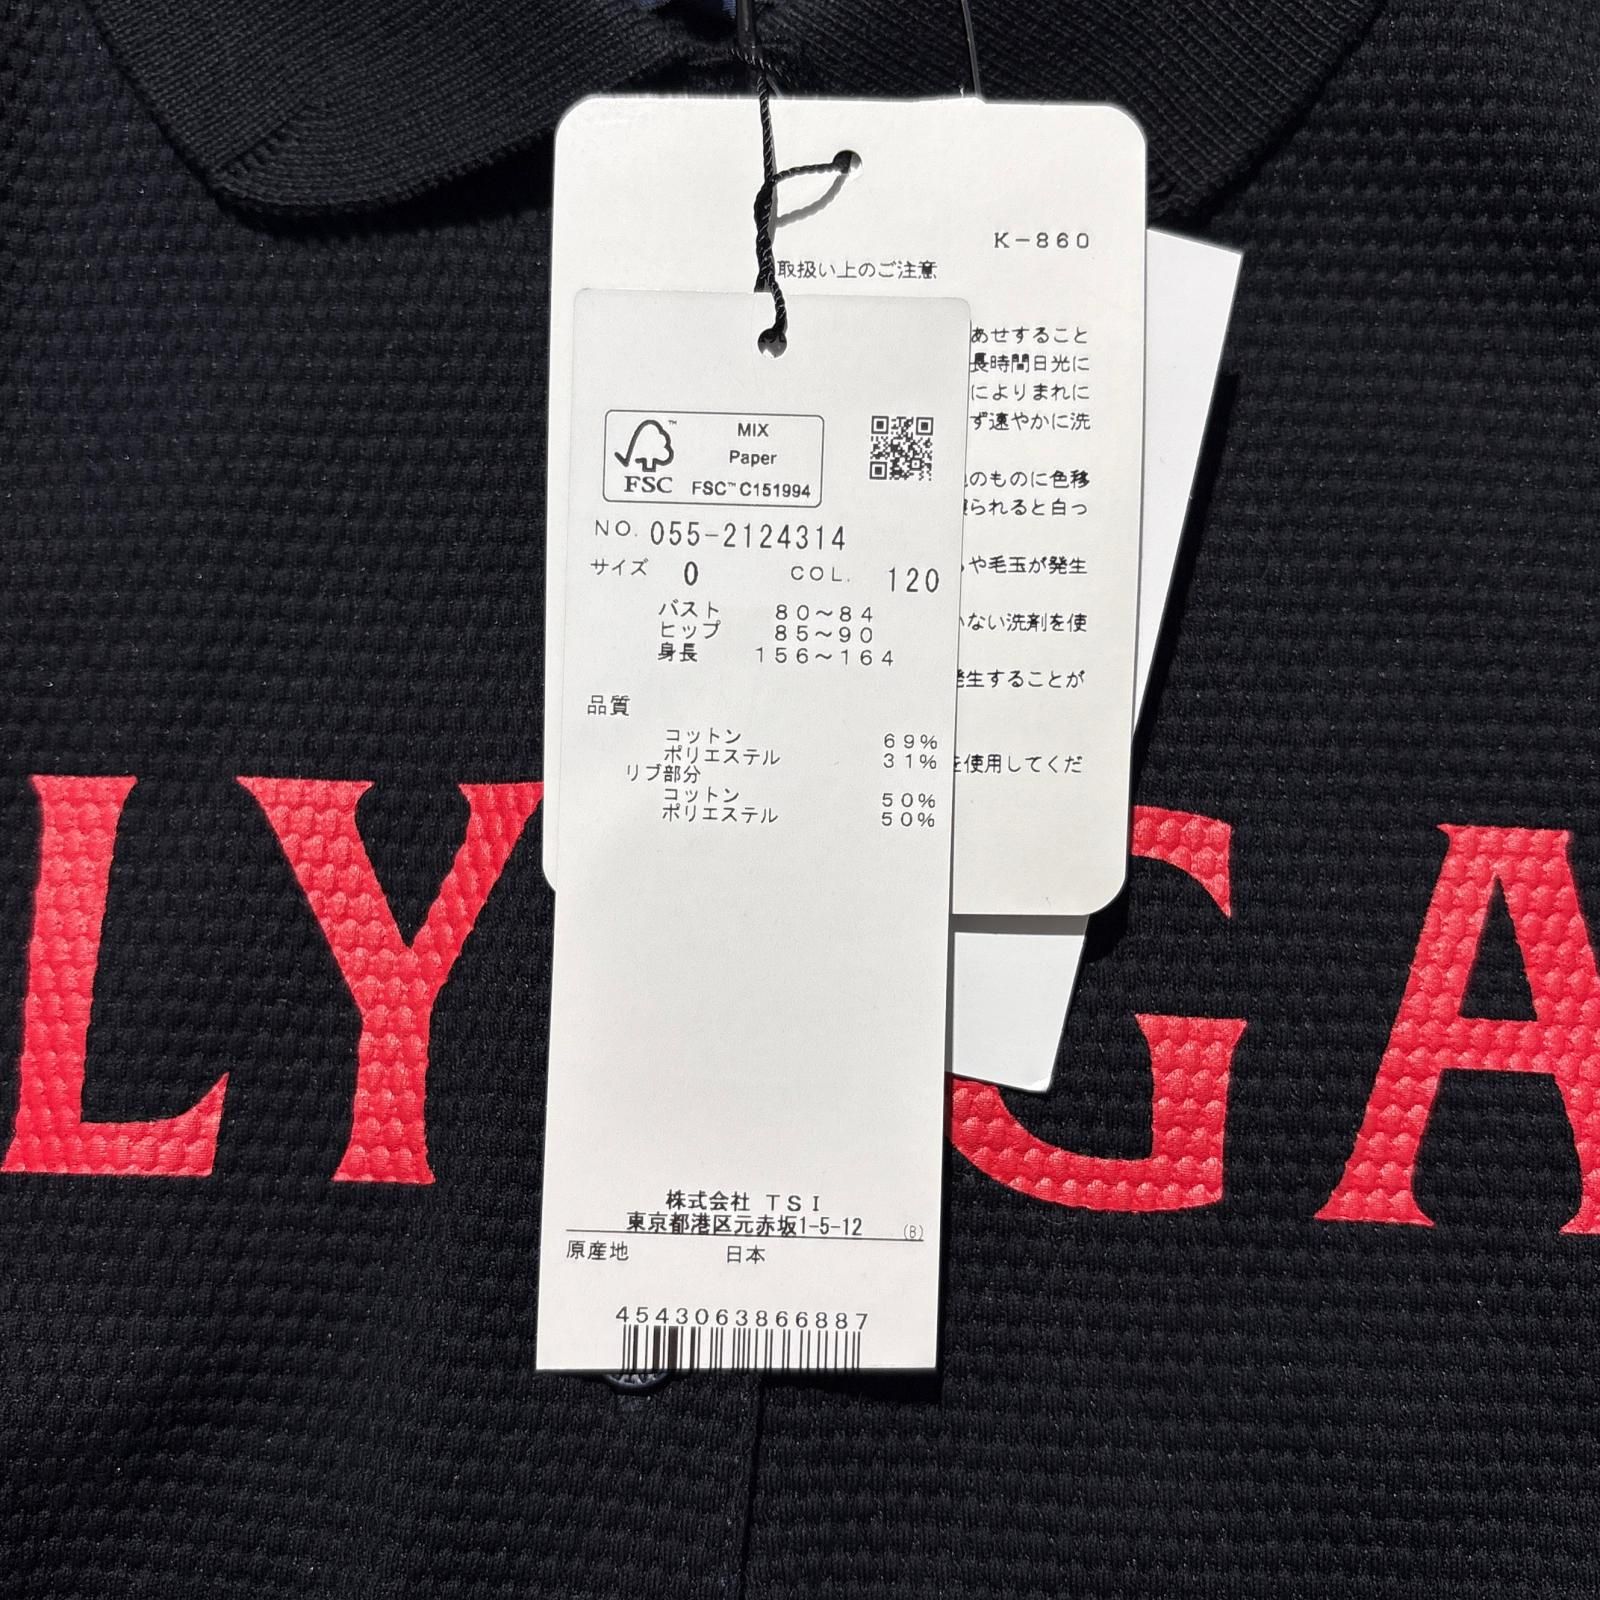 K-860
取扱い上のご注意
あせすること
長時間日光に
によりまれに
ず速やかに洗
のものに色移
られると白っ
や毛玉が発生
ない洗剤を使
発生することが
を使用してくだ
MIX
Paper
FSC
FSC™ C151994
NO. 055-2124314
サイズ 0 COL. 120
バスト 80~84
ヒップ 85~90
身長 156~164
品質
コットン 69%
ポリエステル 31%
リブ部分
コットン 50%
ポリエステル 50%
株式会社 TSI
東京都港区元赤坂1-5-12 (B)
原産地 日本
4543063866887
LY GA